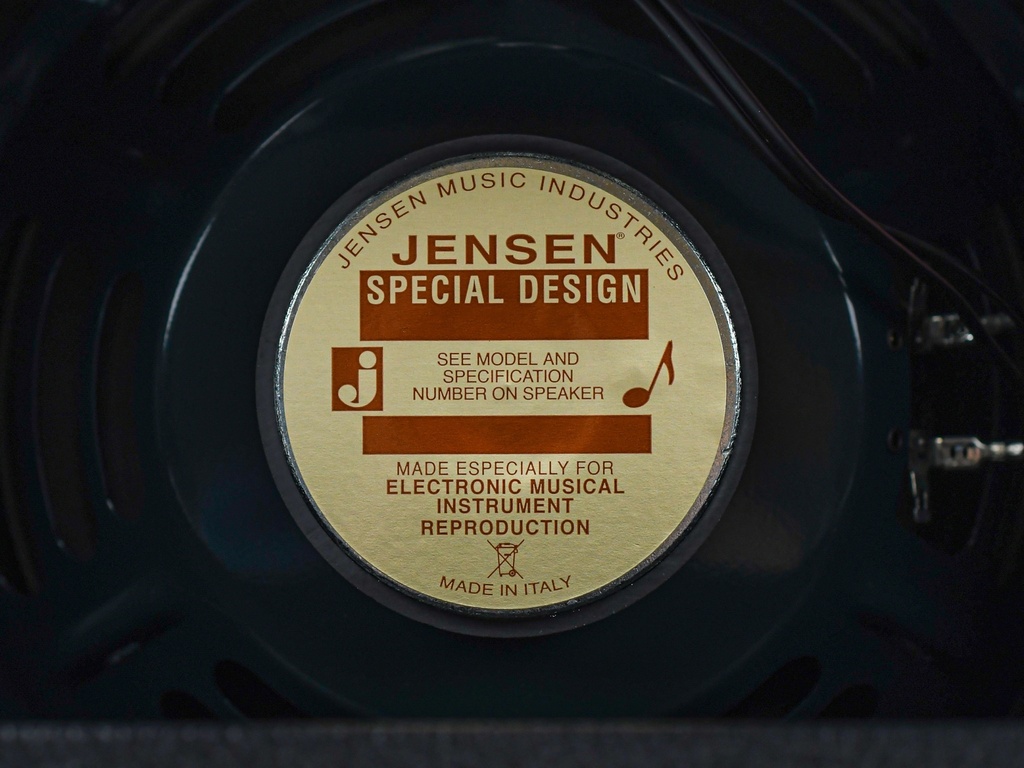 JENSEN MUSIC INDUSTRIES
JENSEN®
SPECIAL DESIGN
j
SEE MODEL AND
SPECIFICATION
NUMBER ON SPEAKER
MADE ESPECIALLY FOR
ELECTRONIC MUSICAL
INSTRUMENT
REPRODUCTION
MADE IN ITALY